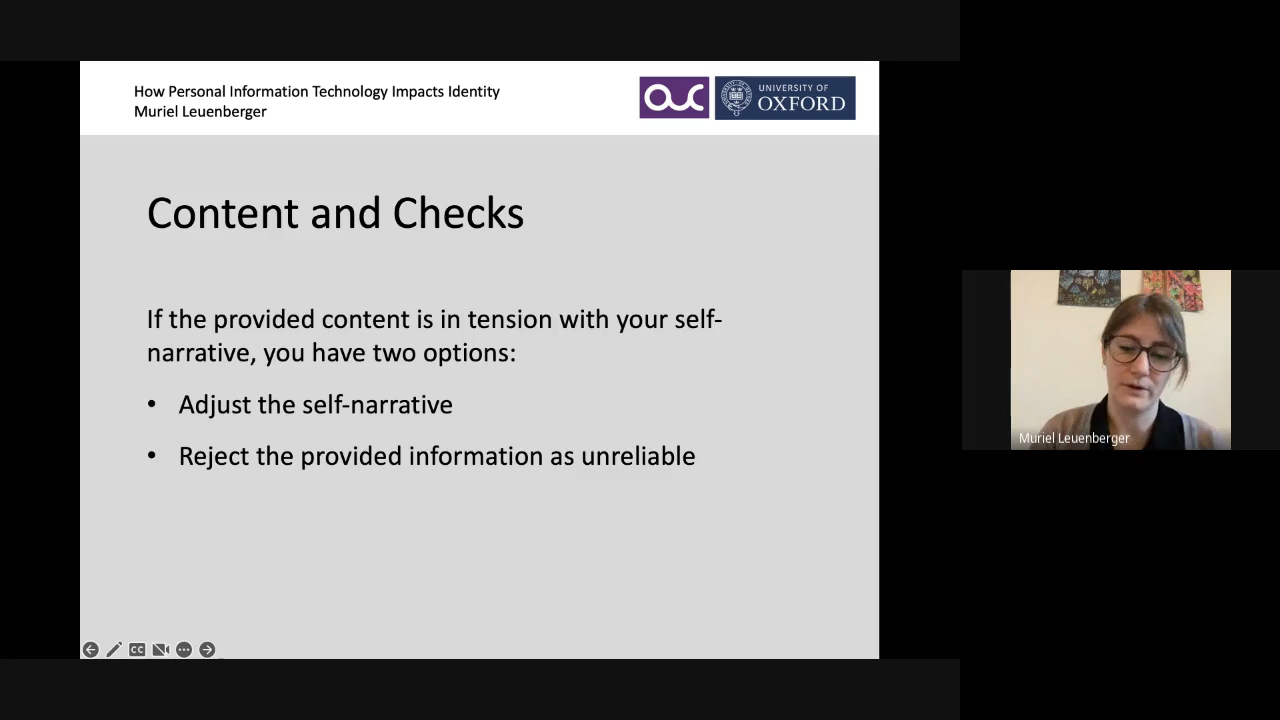 How Personal Information Technology Impacts Identity
Muriel Leuenberger
OUC
UNIVERSITY OF
OXFORD
Content and Checks
If the provided content is in tension with your self-
narrative, you have two options:
• Adjust the self-narrative
• Reject the provided information as unreliable
CC
Muriel Leuenberger